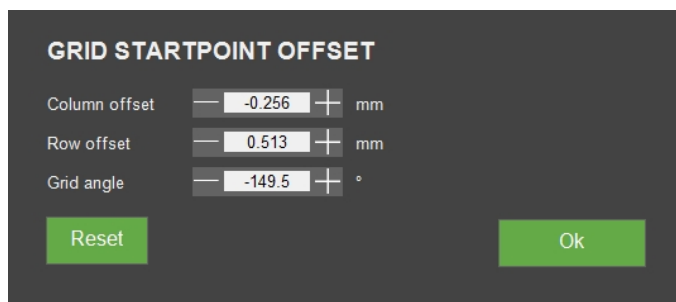 GRID STARTPOINT OFFSET
Column offset -0.256 mm
Row offset 0.513 mm
Grid angle -149.5 °
Reset Ok